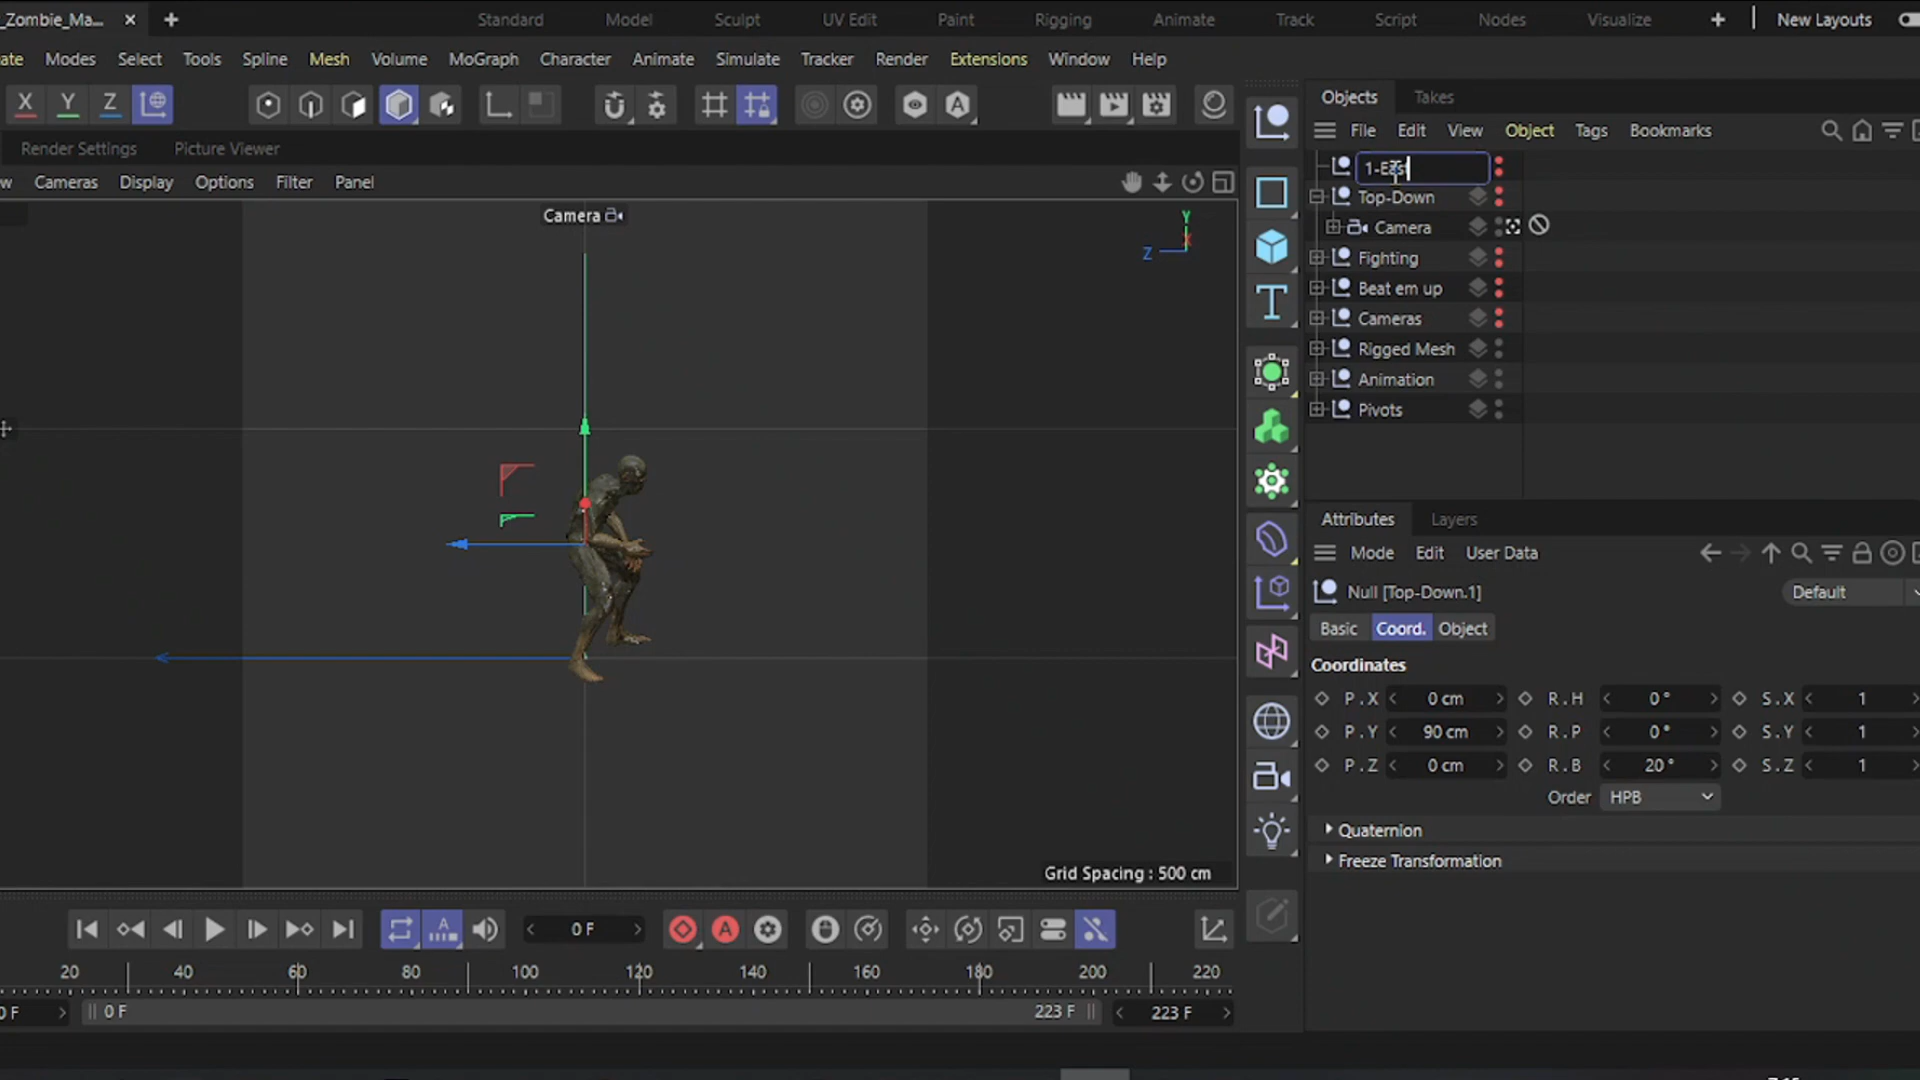 _Zombie_Ma...
Standard Model Sculpt UV Edit Paint Rigging Animate Track Script Nodes Visualize New Layouts
ate Modes Select Tools Spline Mesh Volume MoGraph Character Animate Simulate Tracker Render Extensions Window Help
X Y Z
Objects Takes
File Edit View Object Tags Bookmarks
Render Settings Picture Viewer
w Cameras Display Options Filter Panel
1-East
Camera
Top-Down
Camera
Y
X
Z
Fighting
Beat em up
Cameras
Rigged Mesh
Animation
Pivots
Attributes Layers
Mode Edit User Data
Null [Top-Down.1]
Default
Basic Coord. Object
Coordinates
P . X 0 cm R . H 0 ° S . X 1
P . Y 90 cm R . P 0 ° S . Y 1
P . Z 0 cm R . B 20 ° S . Z 1
Order HPB
Quaternion
Freeze Transformation
Grid Spacing : 500 cm
0 F
20 40 60 80 100 120 140 160 180 200 220
0 F 0 F 223 F 223 F